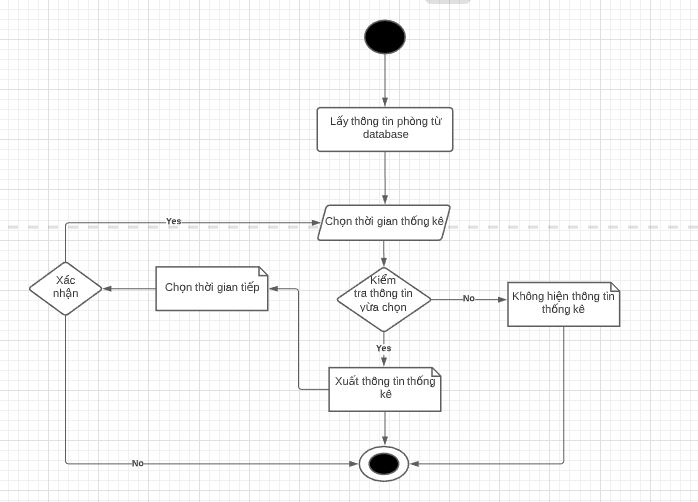 Lấy thông tin phòng từ
database
Chọn thời gian thống kê
Yes
Xác
nhận
Chọn thời gian tiếp
Kiểm
tra thông tin
vừa chọn
No
Không hiện thông tin
thống kê
Yes
Xuất thông tin thống
kê
No